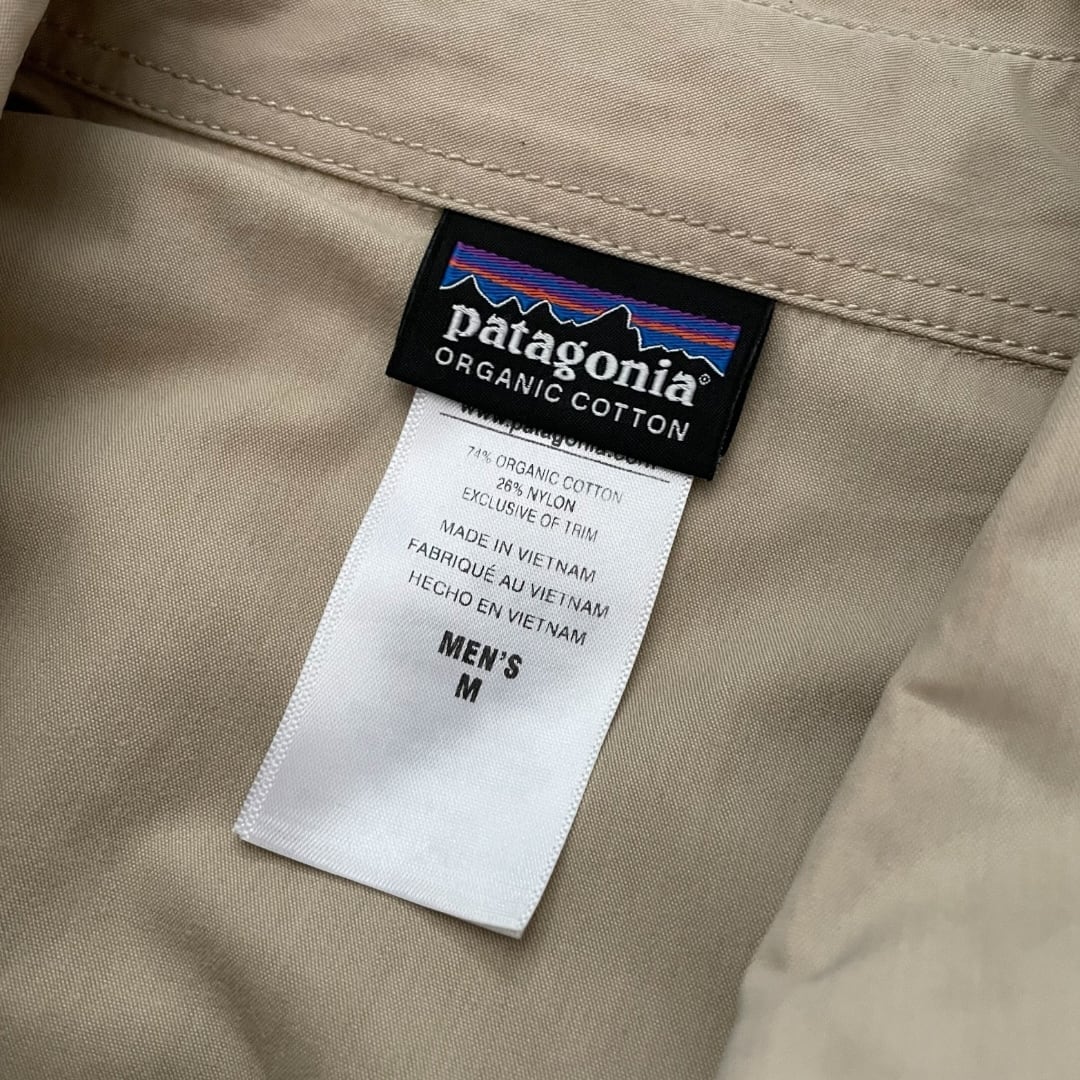 patagonia®
ORGANIC COTTON
www.patagonia.com
74% ORGANIC COTTON
26% NYLON
EXCLUSIVE OF TRIM
MADE IN VIETNAM
FABRIQUÉ AU VIETNAM
HECHO EN VIETNAM
MEN'S
M